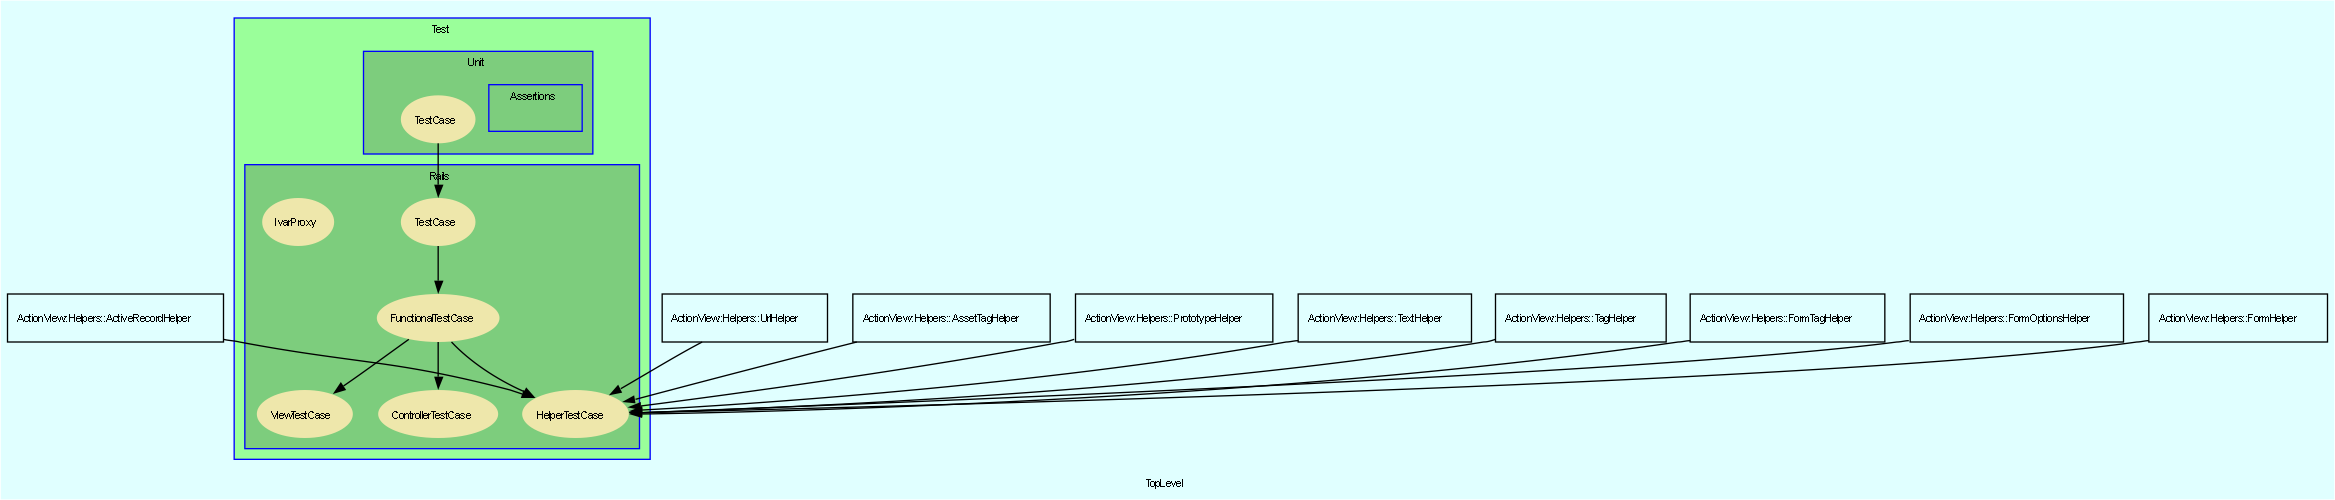 Test
Unit
Assertions
TestCase
Rails
IvarProxy
TestCase
ActionView::Helpers::ActiveRecordHelper
FunctionalTestCase
ActionView::Helpers::UrlHelper
ActionView::Helpers::AssetTagHelper
ActionView::Helpers::PrototypeHelper
ActionView::Helpers::TextHelper
ActionView::Helpers::TagHelper
ActionView::Helpers::FormTagHelper
ActionView::Helpers::FormOptionsHelper
ActionView::Helpers::FormHelper
ViewTestCase
ControllerTestCase
HelperTestCase
TopLevel